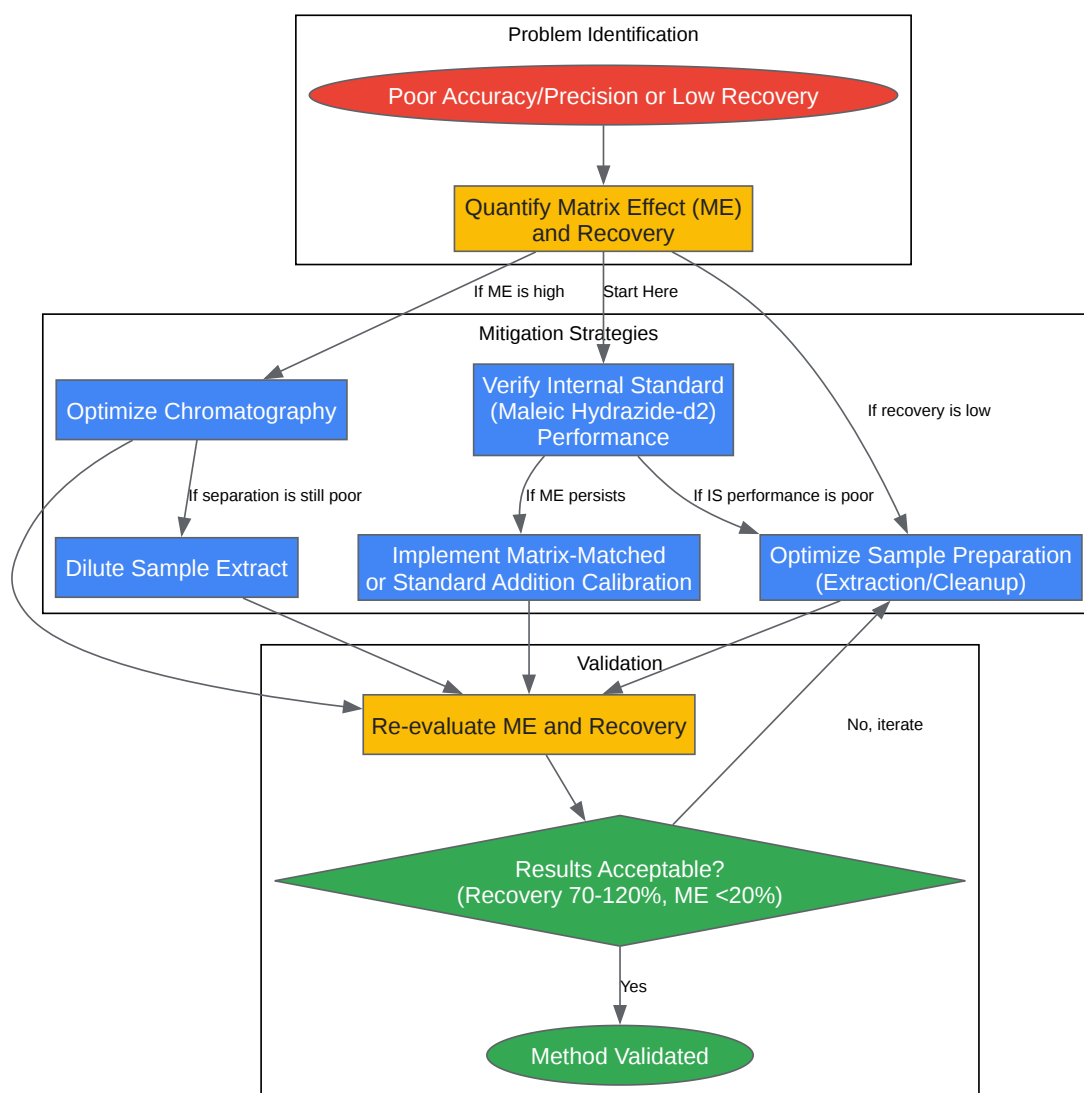 Problem Identification
Poor Accuracy/Precision or Low Recovery
Quantify Matrix Effect (ME)
and Recovery
If ME is high
Start Here
Mitigation Strategies
Optimize Chromatography
Verify Internal Standard
(Maleic Hydrazide-d2)
Performance
If recovery is low
If separation is still poor
If ME persists
If IS performance is poor
Dilute Sample Extract
Implement Matrix-Matched
or Standard Addition Calibration
Optimize Sample Preparation
(Extraction/Cleanup)
Validation
Re-evaluate ME and Recovery
No, iterate
Results Acceptable?
(Recovery 70-120%, ME <20%)
Yes
Method Validated